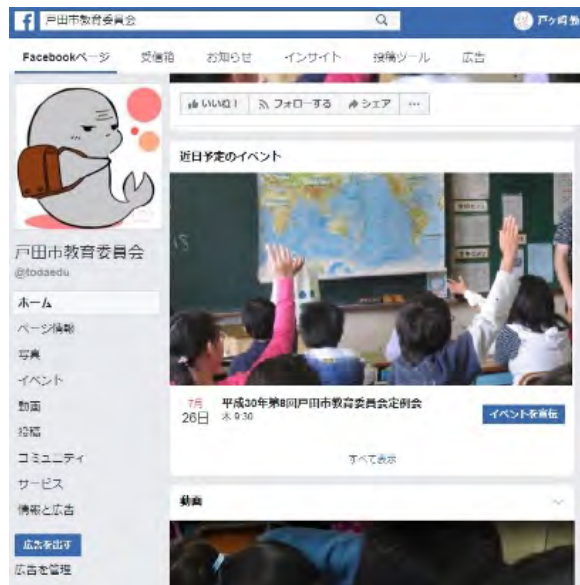 戸田市教育委員会
Facebookページ
受信箱
お知らせ
インサイト
投稿ツール
広告
いいね!
フォローする
シェア
近日予定のイベント
戸田市教育委員会
@todaedu
ホーム
ページ情報
写真
イベント
動画
投稿
コミュニティ
サービス
情報と広告
広告を出す
広告を管理
7月
26日
平成30年第8回戸田市教育委員会定例会
木 9:30
イベントを宣伝
すべて表示
動画